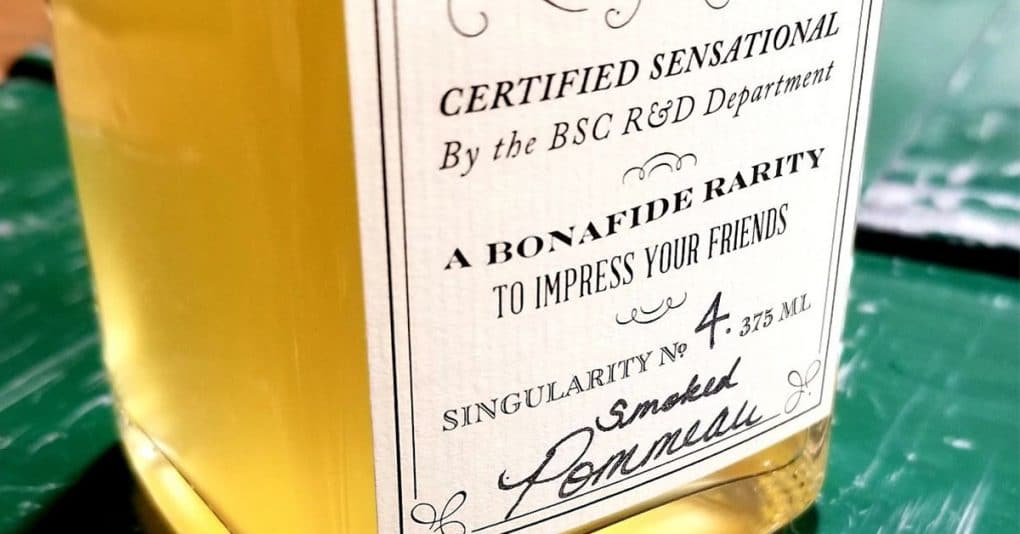 CERTIFIED SENSATIONAL
By the BSC R&D Department
A BONAFIDE RARITY
TO IMPRESS YOUR FRIENDS
SINGULARITY Nº 4. 375 ML
Smoked
Pommeau